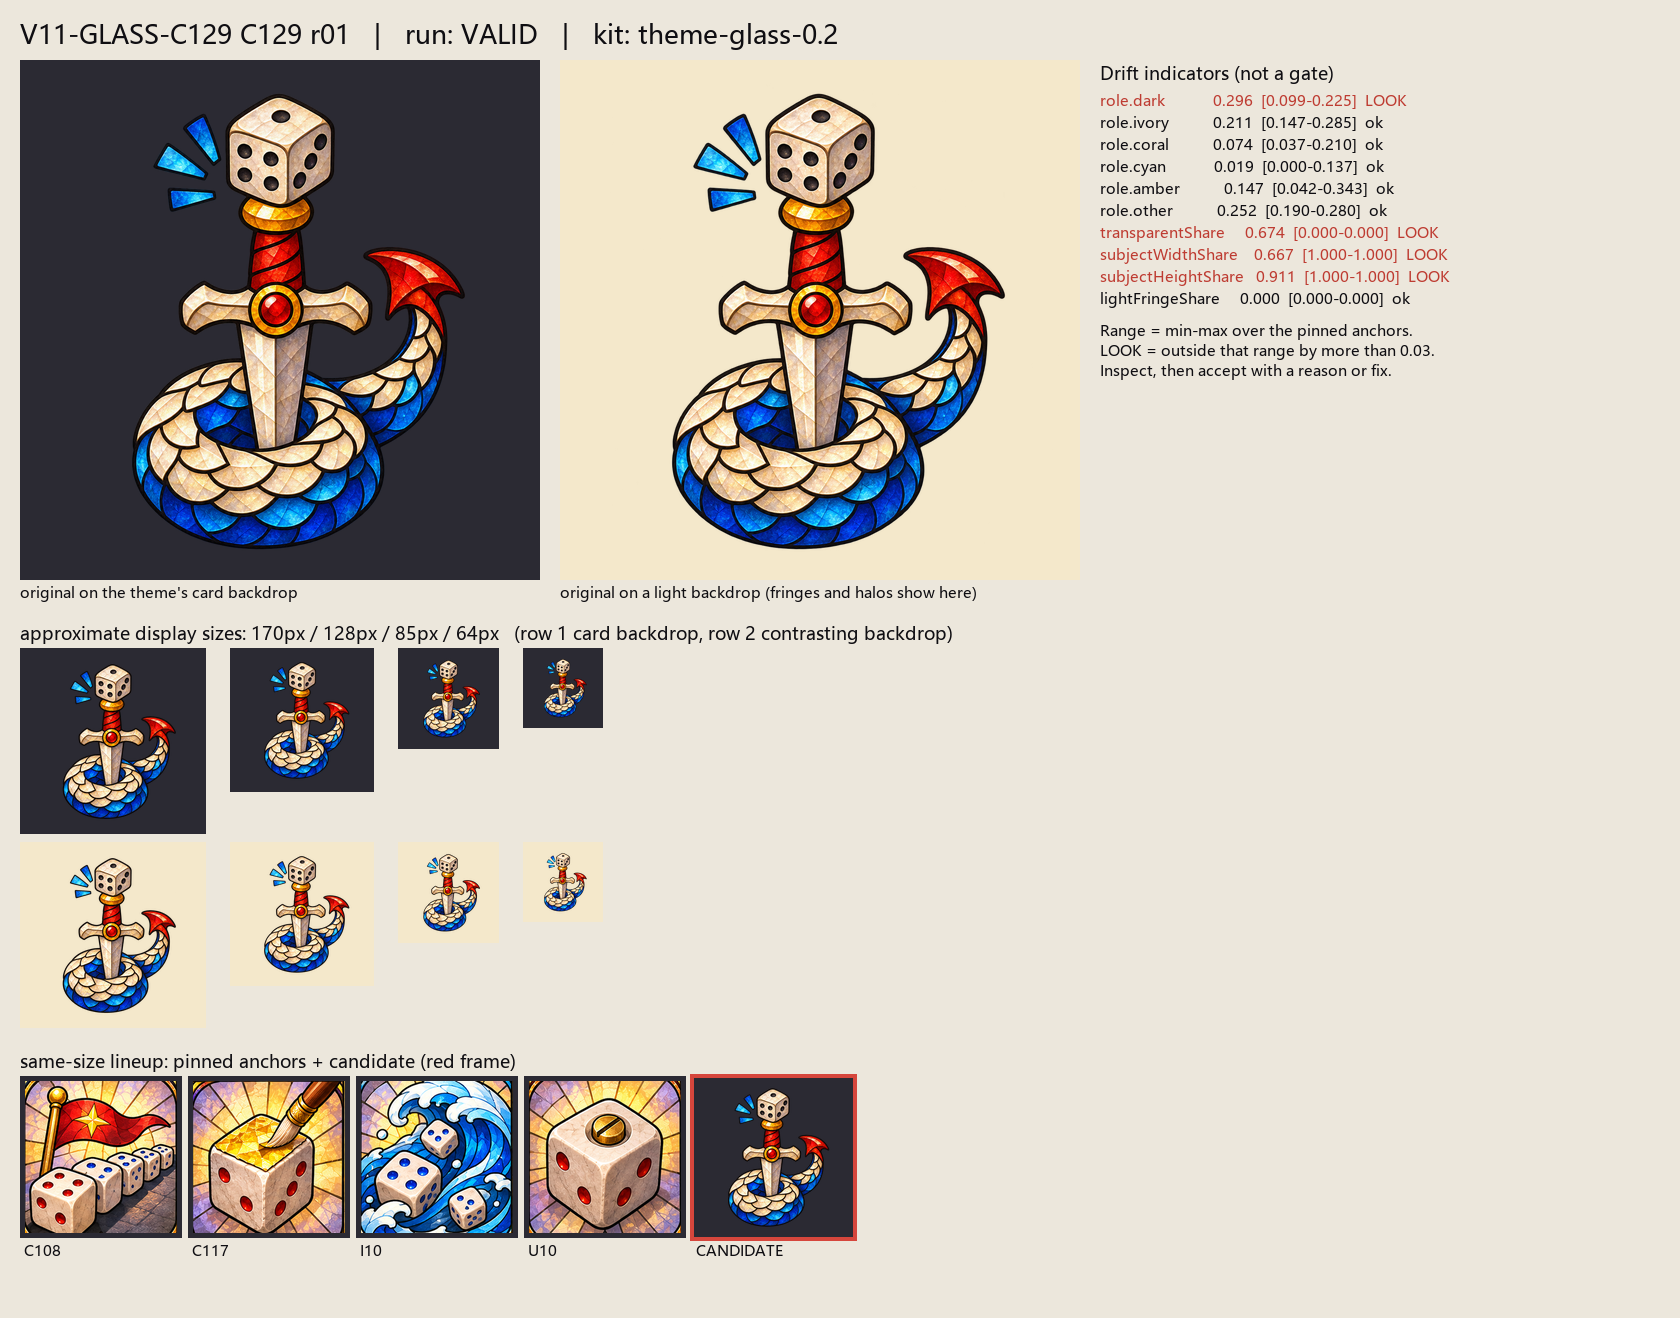 V11-GLASS-C129 C129 r01   |   run: VALID   |   kit: theme-glass-0.2
Drift indicators (not a gate)
role.dark 0.296 [0.099-0.225] LOOK
role.ivory 0.211 [0.147-0.285] ok
role.coral 0.074 [0.037-0.210] ok
role.cyan 0.019 [0.000-0.137] ok
role.amber 0.147 [0.042-0.343] ok
role.other 0.252 [0.190-0.280] ok
transparentShare 0.674 [0.000-0.000] LOOK
subjectWidthShare 0.667 [1.000-1.000] LOOK
subjectHeightShare 0.911 [1.000-1.000] LOOK
lightFringeShare 0.000 [0.000-0.000] ok
Range = min-max over the pinned anchors.
LOOK = outside that range by more than 0.03.
Inspect, then accept with a reason or fix.
original on the theme's card backdrop
original on a light backdrop (fringes and halos show here)
approximate display sizes: 170px / 128px / 85px / 64px   (row 1 card backdrop, row 2 contrasting backdrop)
same-size lineup: pinned anchors + candidate (red frame)
C108
C117
I10
U10
CANDIDATE